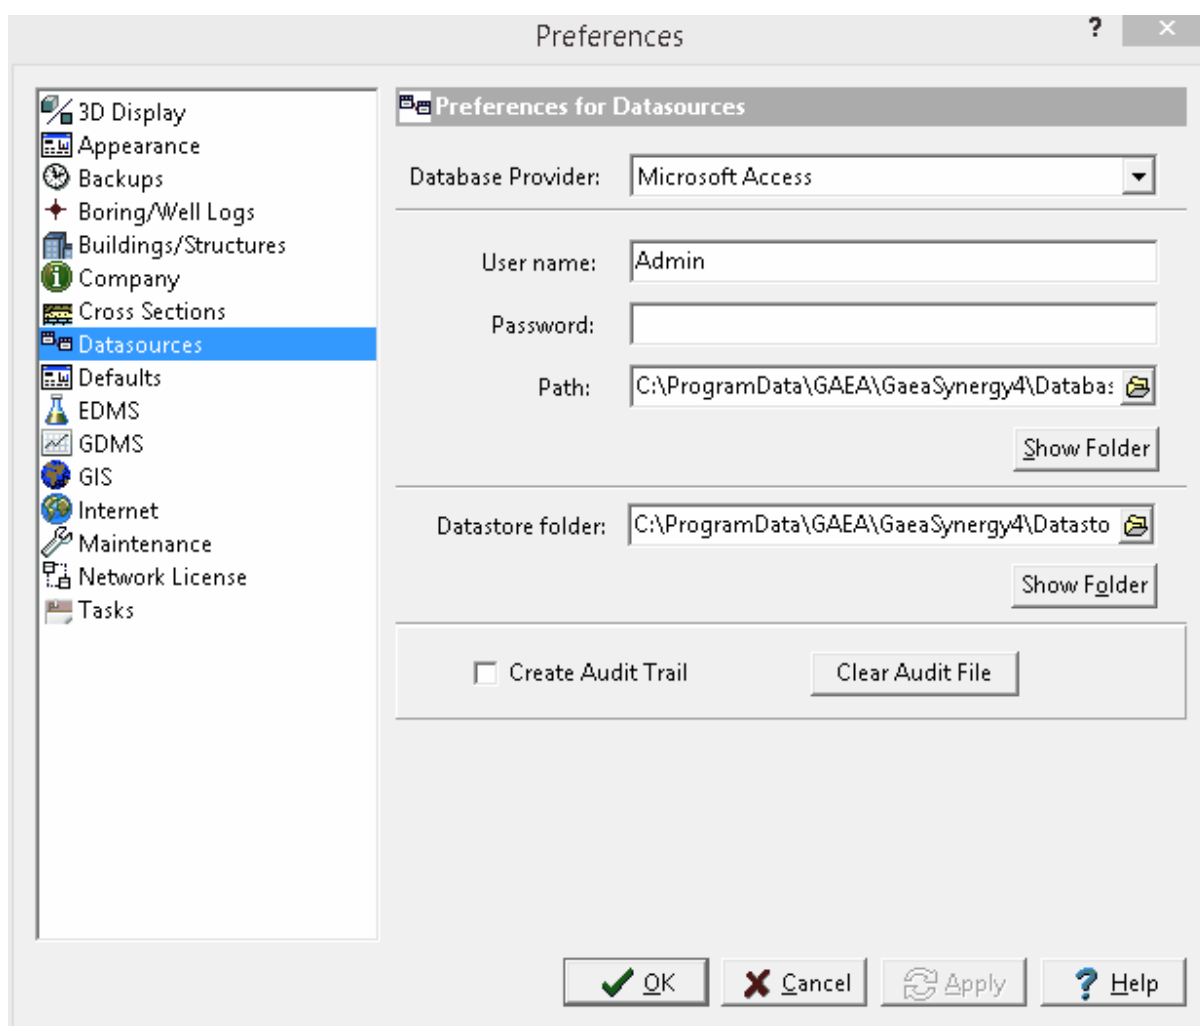 Preferences
?
3D Display
Appearance
Backups
Boring/Well Logs
Buildings/Structures
Company
Cross Sections
Datasources
Defaults
EDMS
GDMS
GIS
Internet
Maintenance
Network License
Tasks
Preferences for Datasources
Database Provider: Microsoft Access
User name: Admin
Password:
Path: C:\ProgramData\GAEA\GaeaSynergy4\Databas
Show Folder
Datastore folder: C:\ProgramData\GAEA\GaeaSynergy4\Datasto
Show Folder
Create Audit Trail Clear Audit File
OK Cancel Apply ? Help